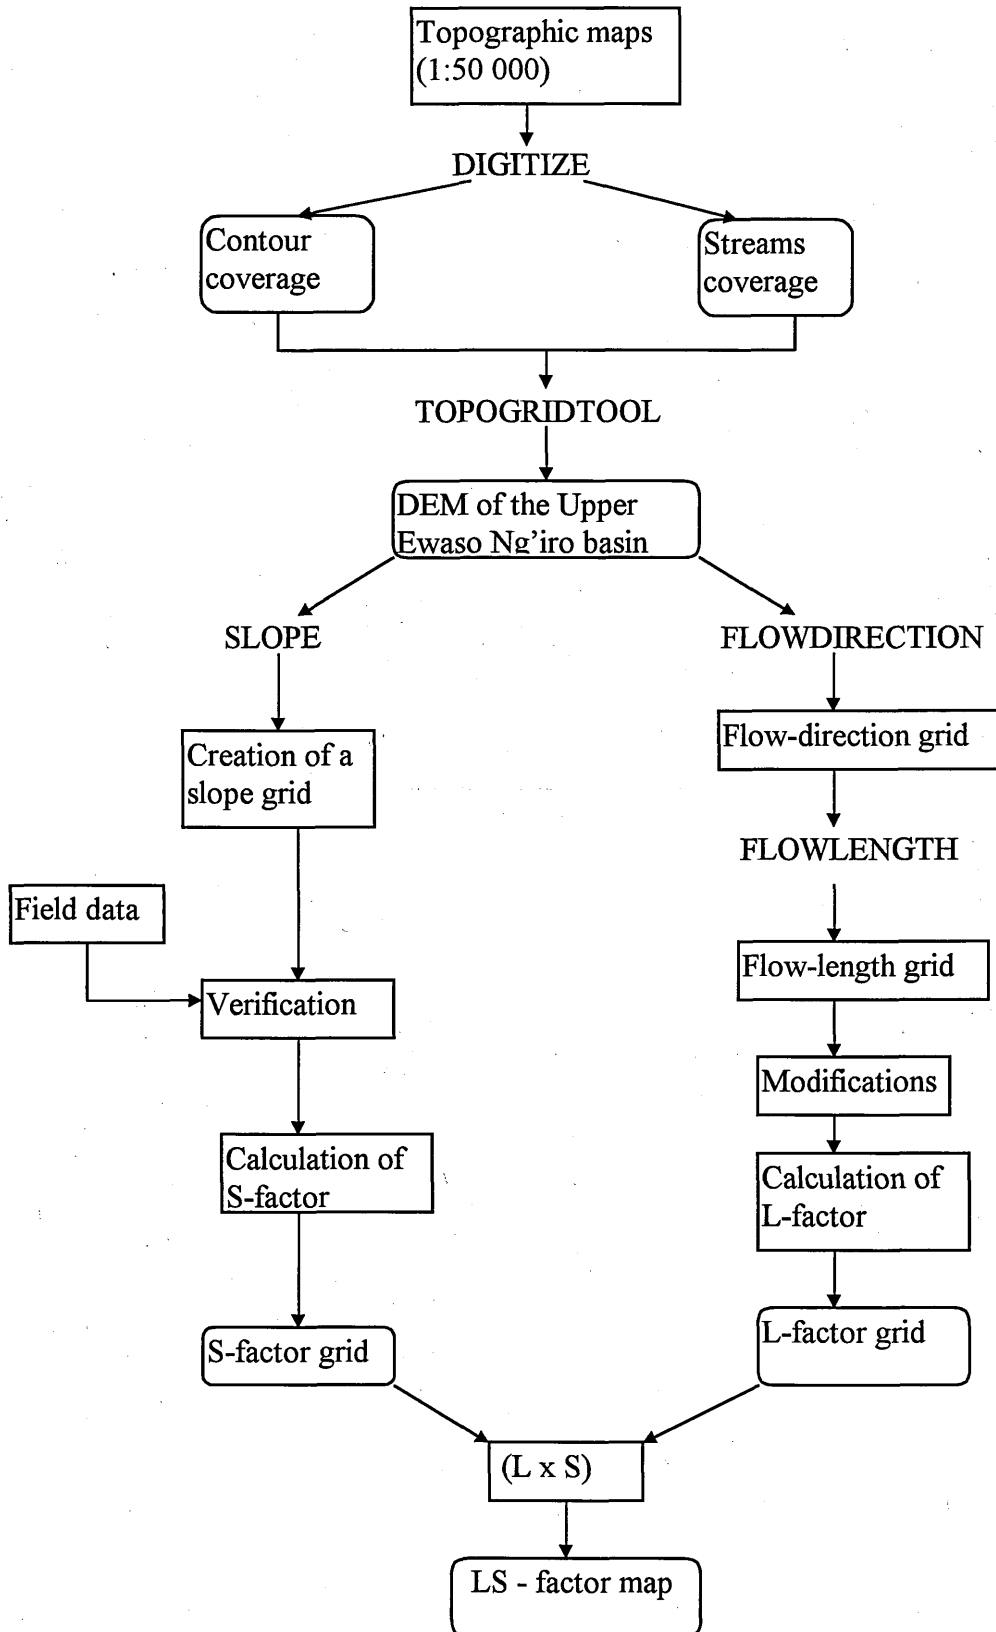 Topographic maps
(1:50 000)
DIGITIZE
Contour
coverage
Streams
coverage
TOPOGRIDTOOL
DEM of the Upper
Ewaso Ng'iro basin
SLOPE
FLOWDIRECTION
Creation of a
slope grid
Flow-direction grid
FLOWLENGTH
Field data
Flow-length grid
Verification
Modifications
Calculation of
S-factor
Calculation of
L-factor
S-factor grid
L-factor grid
(L x S)
LS - factor map